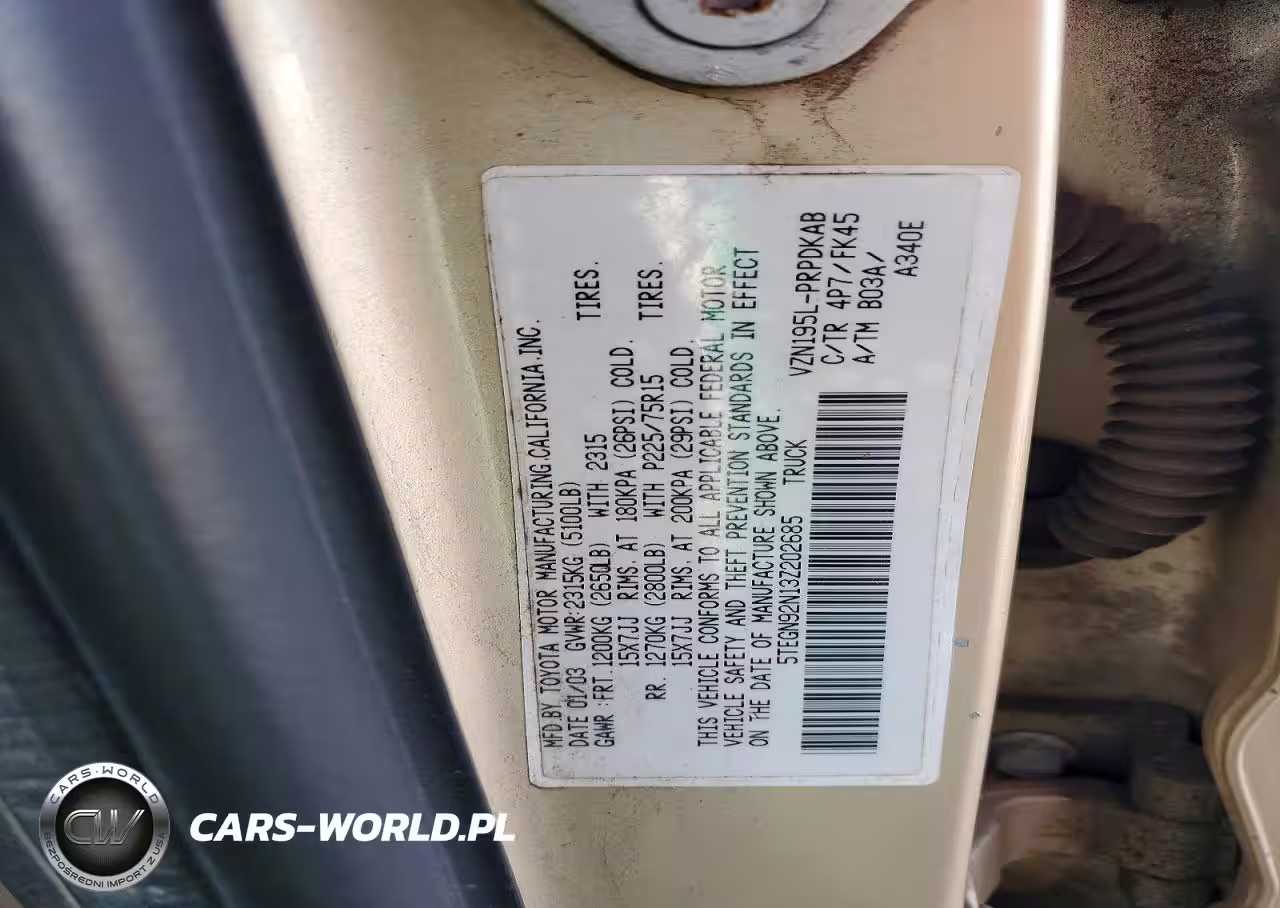 MFD.BY TOYOTA MOTOR MANUFACTURING.CALIFORNIA.INC.
DATE 01/03 GVWR:2315KG (5100LB)
GAWR :FRT.1200KG (2650LB) WITH 2315 TIRES.
15X7JJ RIMS. AT 180KPA (26PSI) COLD.
RR. 1270KG (2800LB) WITH P225/75R15 TIRES.
15X7JJ RIMS. AT 200KPA (29PSI) COLD.
THIS VEHICLE CONFORMS TO ALL APPLICABLE FEDERAL MOTOR
VEHICLE SAFETY AND THEFT PREVENTION STANDARDS IN EFFECT
ON THE DATE OF MANUFACTURE SHOWN ABOVE.
5TEGN92N13Z202685 TRUCK
VZN195L-PRPDKAB
C/TR 4P7/FK45
A/TM B03A/
A340E
CARS-WORLD
CW
BEZPOŚREDNI IMPORT Z USA
CARS-WORLD.PL